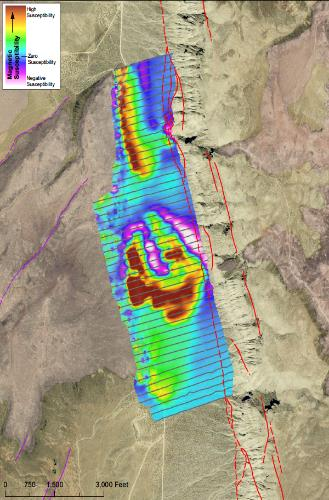 High
Susceptibility
Magnetic
Susceptibility
Zero
Susceptibility
Negative
Susceptibility
0 750 1,500 3,000 Feet